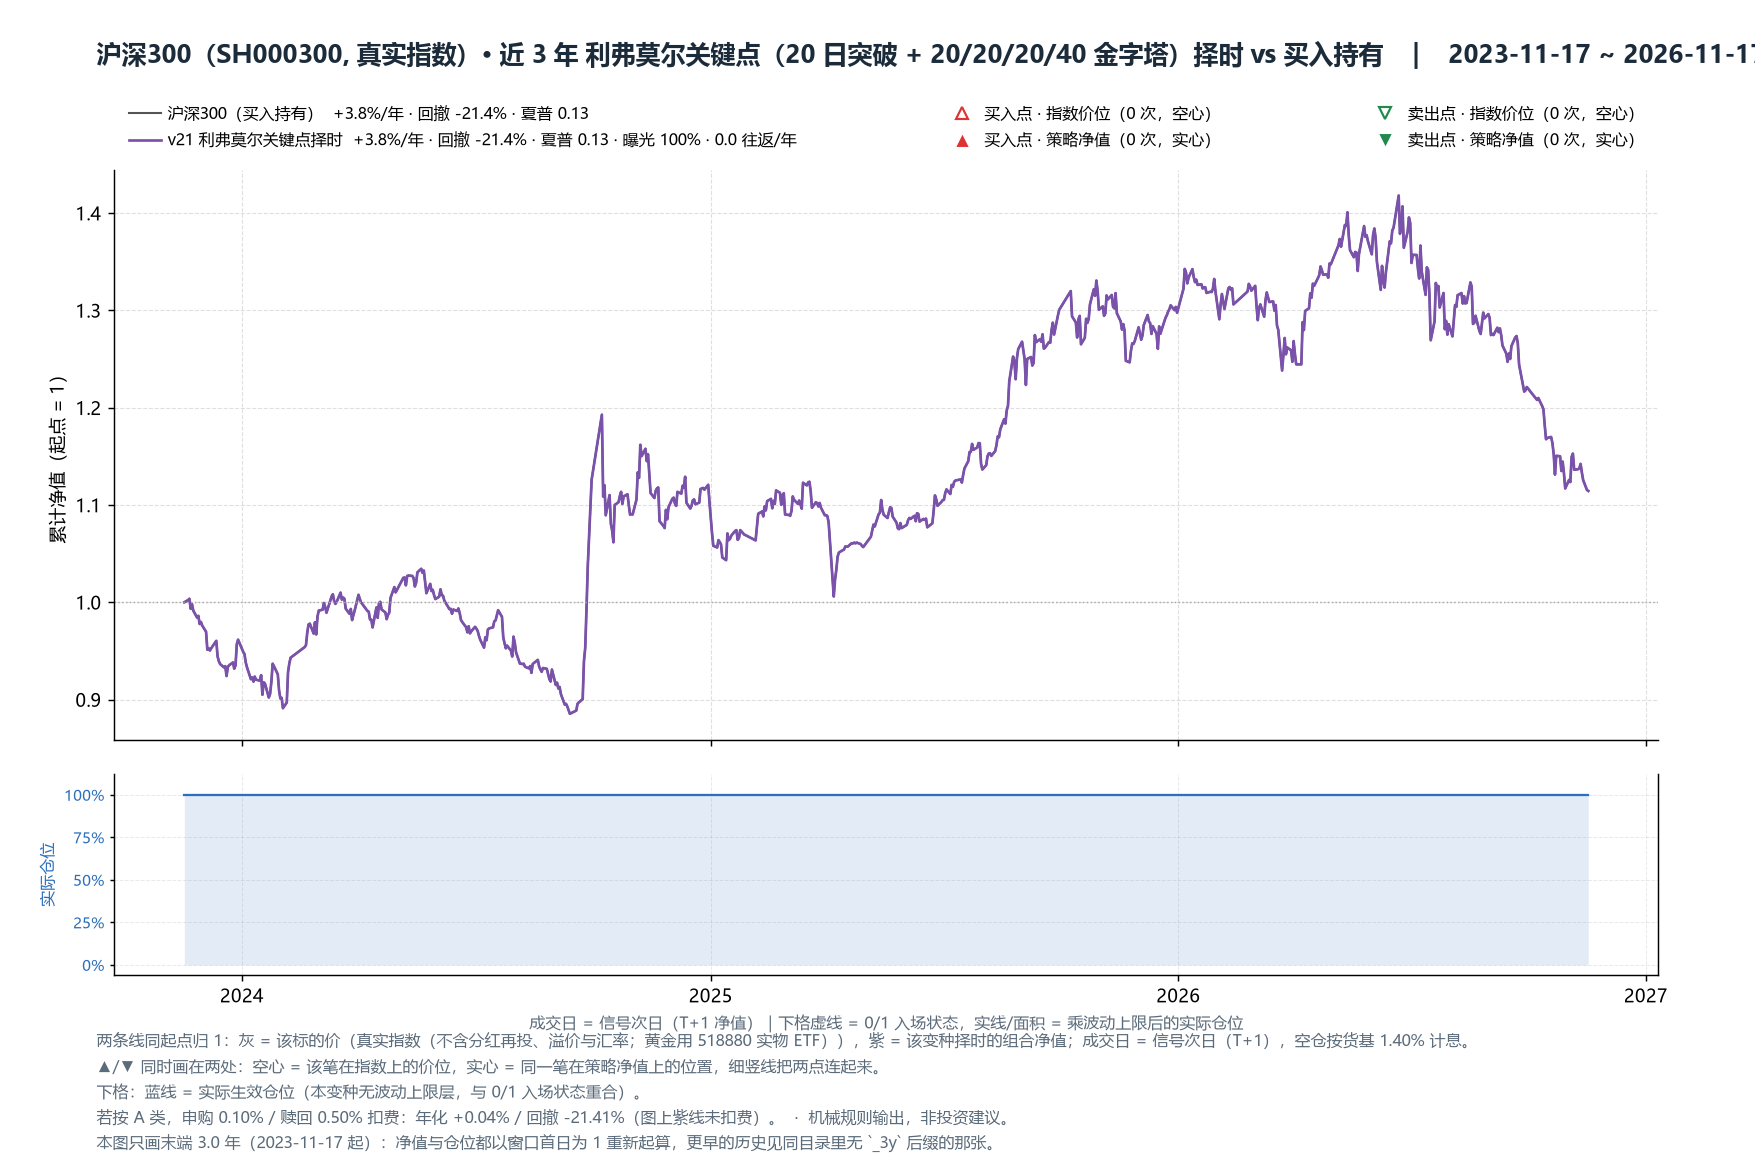 沪深300（SH000300, 真实指数）• 近 3 年 利弗莫尔关键点（20 日突破 + 20/20/20/40 金字塔）择时 vs 买入持有 | 2023-11-17 ~ 2026-11-17
沪深300（买入持有） +3.8%/年 · 回撤 -21.4% · 夏普 0.13
v21 利弗莫尔关键点择时 +3.8%/年 · 回撤 -21.4% · 夏普 0.13 · 曝光 100% · 0.0 往返/年
△ 买入点 · 指数价位（0 次，空心）
▲ 买入点 · 策略净值（0 次，实心）
▽ 卖出点 · 指数价位（0 次，空心）
▼ 卖出点 · 策略净值（0 次，实心）
累计净值（起点 = 1）
1.4
1.3
1.2
1.1
1.0
0.9
实际仓位
100%
75%
50%
25%
0%
2024
2025
2026
2027
成交日 = 信号次日（T+1 净值）｜下格虚线 = 0/1 入场状态，实线/面积 = 乘波动上限后的实际仓位
两条线同起点归 1：灰 = 该标的价（真实指数（不含分红再投、溢价与汇率；黄金用 518880 实物 ETF）），紫 = 该变种择时的组合净值；成交日 = 信号次日（T+1），空仓按货基 1.40% 计息。
▲/▼ 同时画在两处：空心 = 该笔在指数上的价位，实心 = 同一笔在策略净值上的位置，细竖线把两点连起来。
下格：蓝线 = 实际生效仓位（本变种无波动上限层，与 0/1 入场状态重合）。
若按 A 类，申购 0.10% / 赎回 0.50% 扣费：年化 +0.04% / 回撤 -21.41%（图上紫线未扣费）。 · 机械规则输出，非投资建议。
本图只画末端 3.0 年（2023-11-17 起）：净值与仓位都以窗口首日为 1 重新起算，更早的历史见同目录里无 `_3y` 后缀的那张。